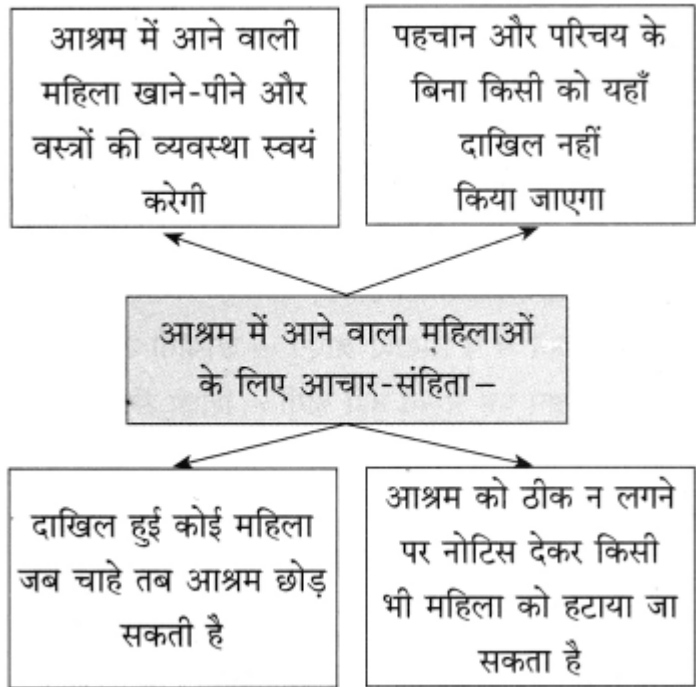 आश्रम में आने वाली
महिला खाने-पीने और
वस्त्रों की व्यवस्था स्वयं
करेगी
पहचान और परिचय के
बिना किसी को यहाँ
दाखिल नहीं
किया जाएगा
आश्रम में आने वाली महिलाओं
के लिए आचार-संहिता–
दाखिल हुई कोई महिला
जब चाहे तब आश्रम छोड़
सकती है
आश्रम को ठीक न लगने
पर नोटिस देकर किसी
भी महिला को हटाया जा
सकता है